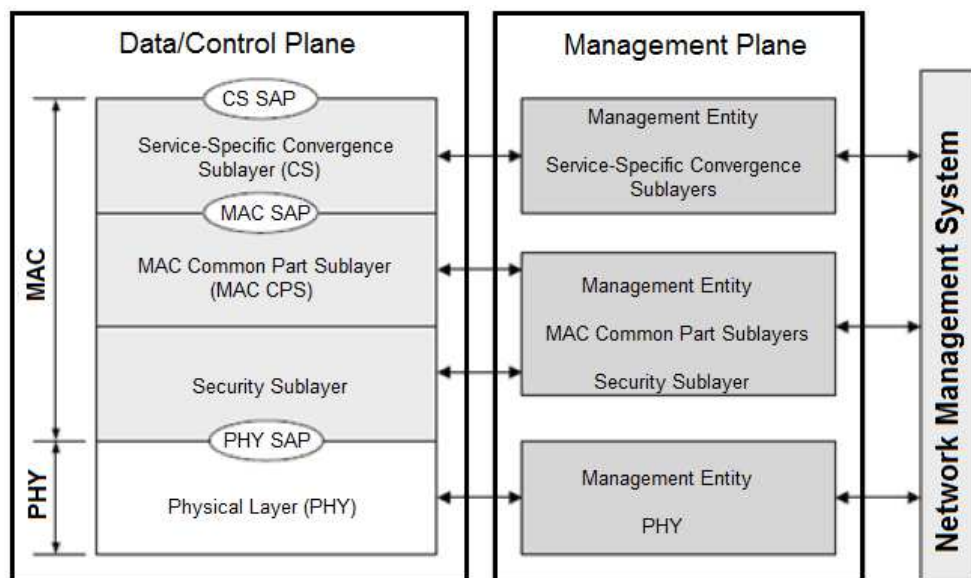 Data/Control Plane
CS SAP
Service-Specific Convergence
Sublayer (CS)
MAC SAP
MAC Common Part Sublayer
(MAC CPS)
Security Sublayer
PHY SAP
Physical Layer (PHY)
MAC
PHY
Management Plane
Management Entity
Service-Specific Convergence
Sublayers
Management Entity
MAC Common Part Sublayers
Security Sublayer
Management Entity
PHY
Network Management System